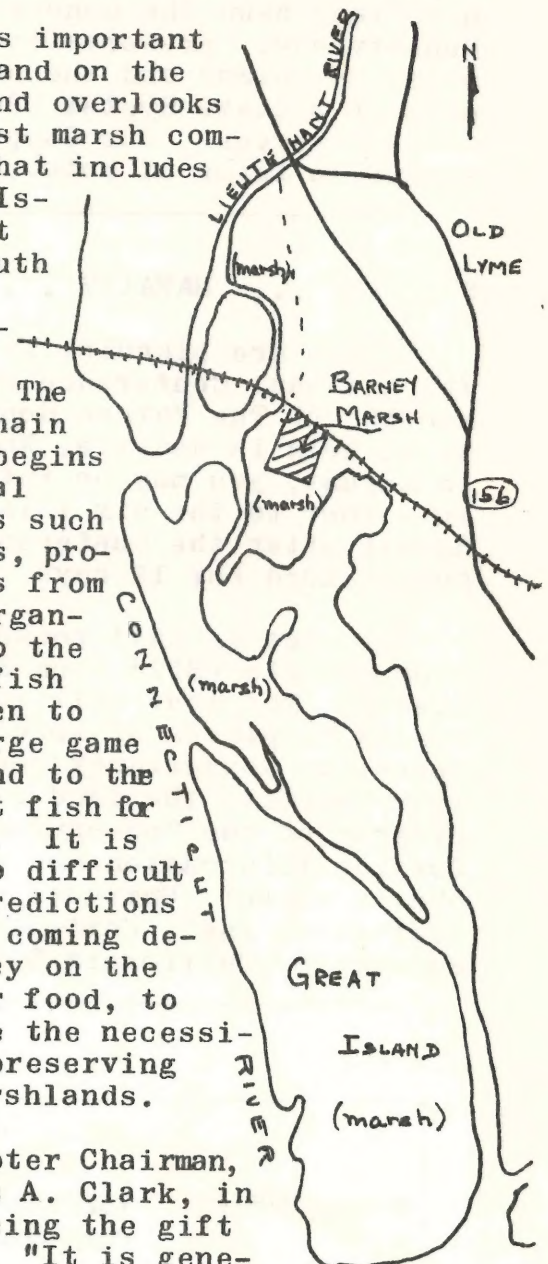 s important
and on the
nd overlooks
st marsh com-
hat includes
Is-
t
uth
-
The
main
begins
al
s such
s, pro-
s from
rgan-
o the
fish
en to
rge game
nd to the
t fish for
It is
e difficult
redictions
coming de-
ey on the
r food, to
e the necessi-
preserving
rshlands.
pter Chairman,
s A. Clark, in
ing the gift
"It is gene-
N
LIEUTENANT RIVER
OLD
LYME
(marsh)
BARNEY
MARSH
(marsh)
156
(marsh)
CONNECTICUT
RIVER
GREAT
ISLAND
(marsh)